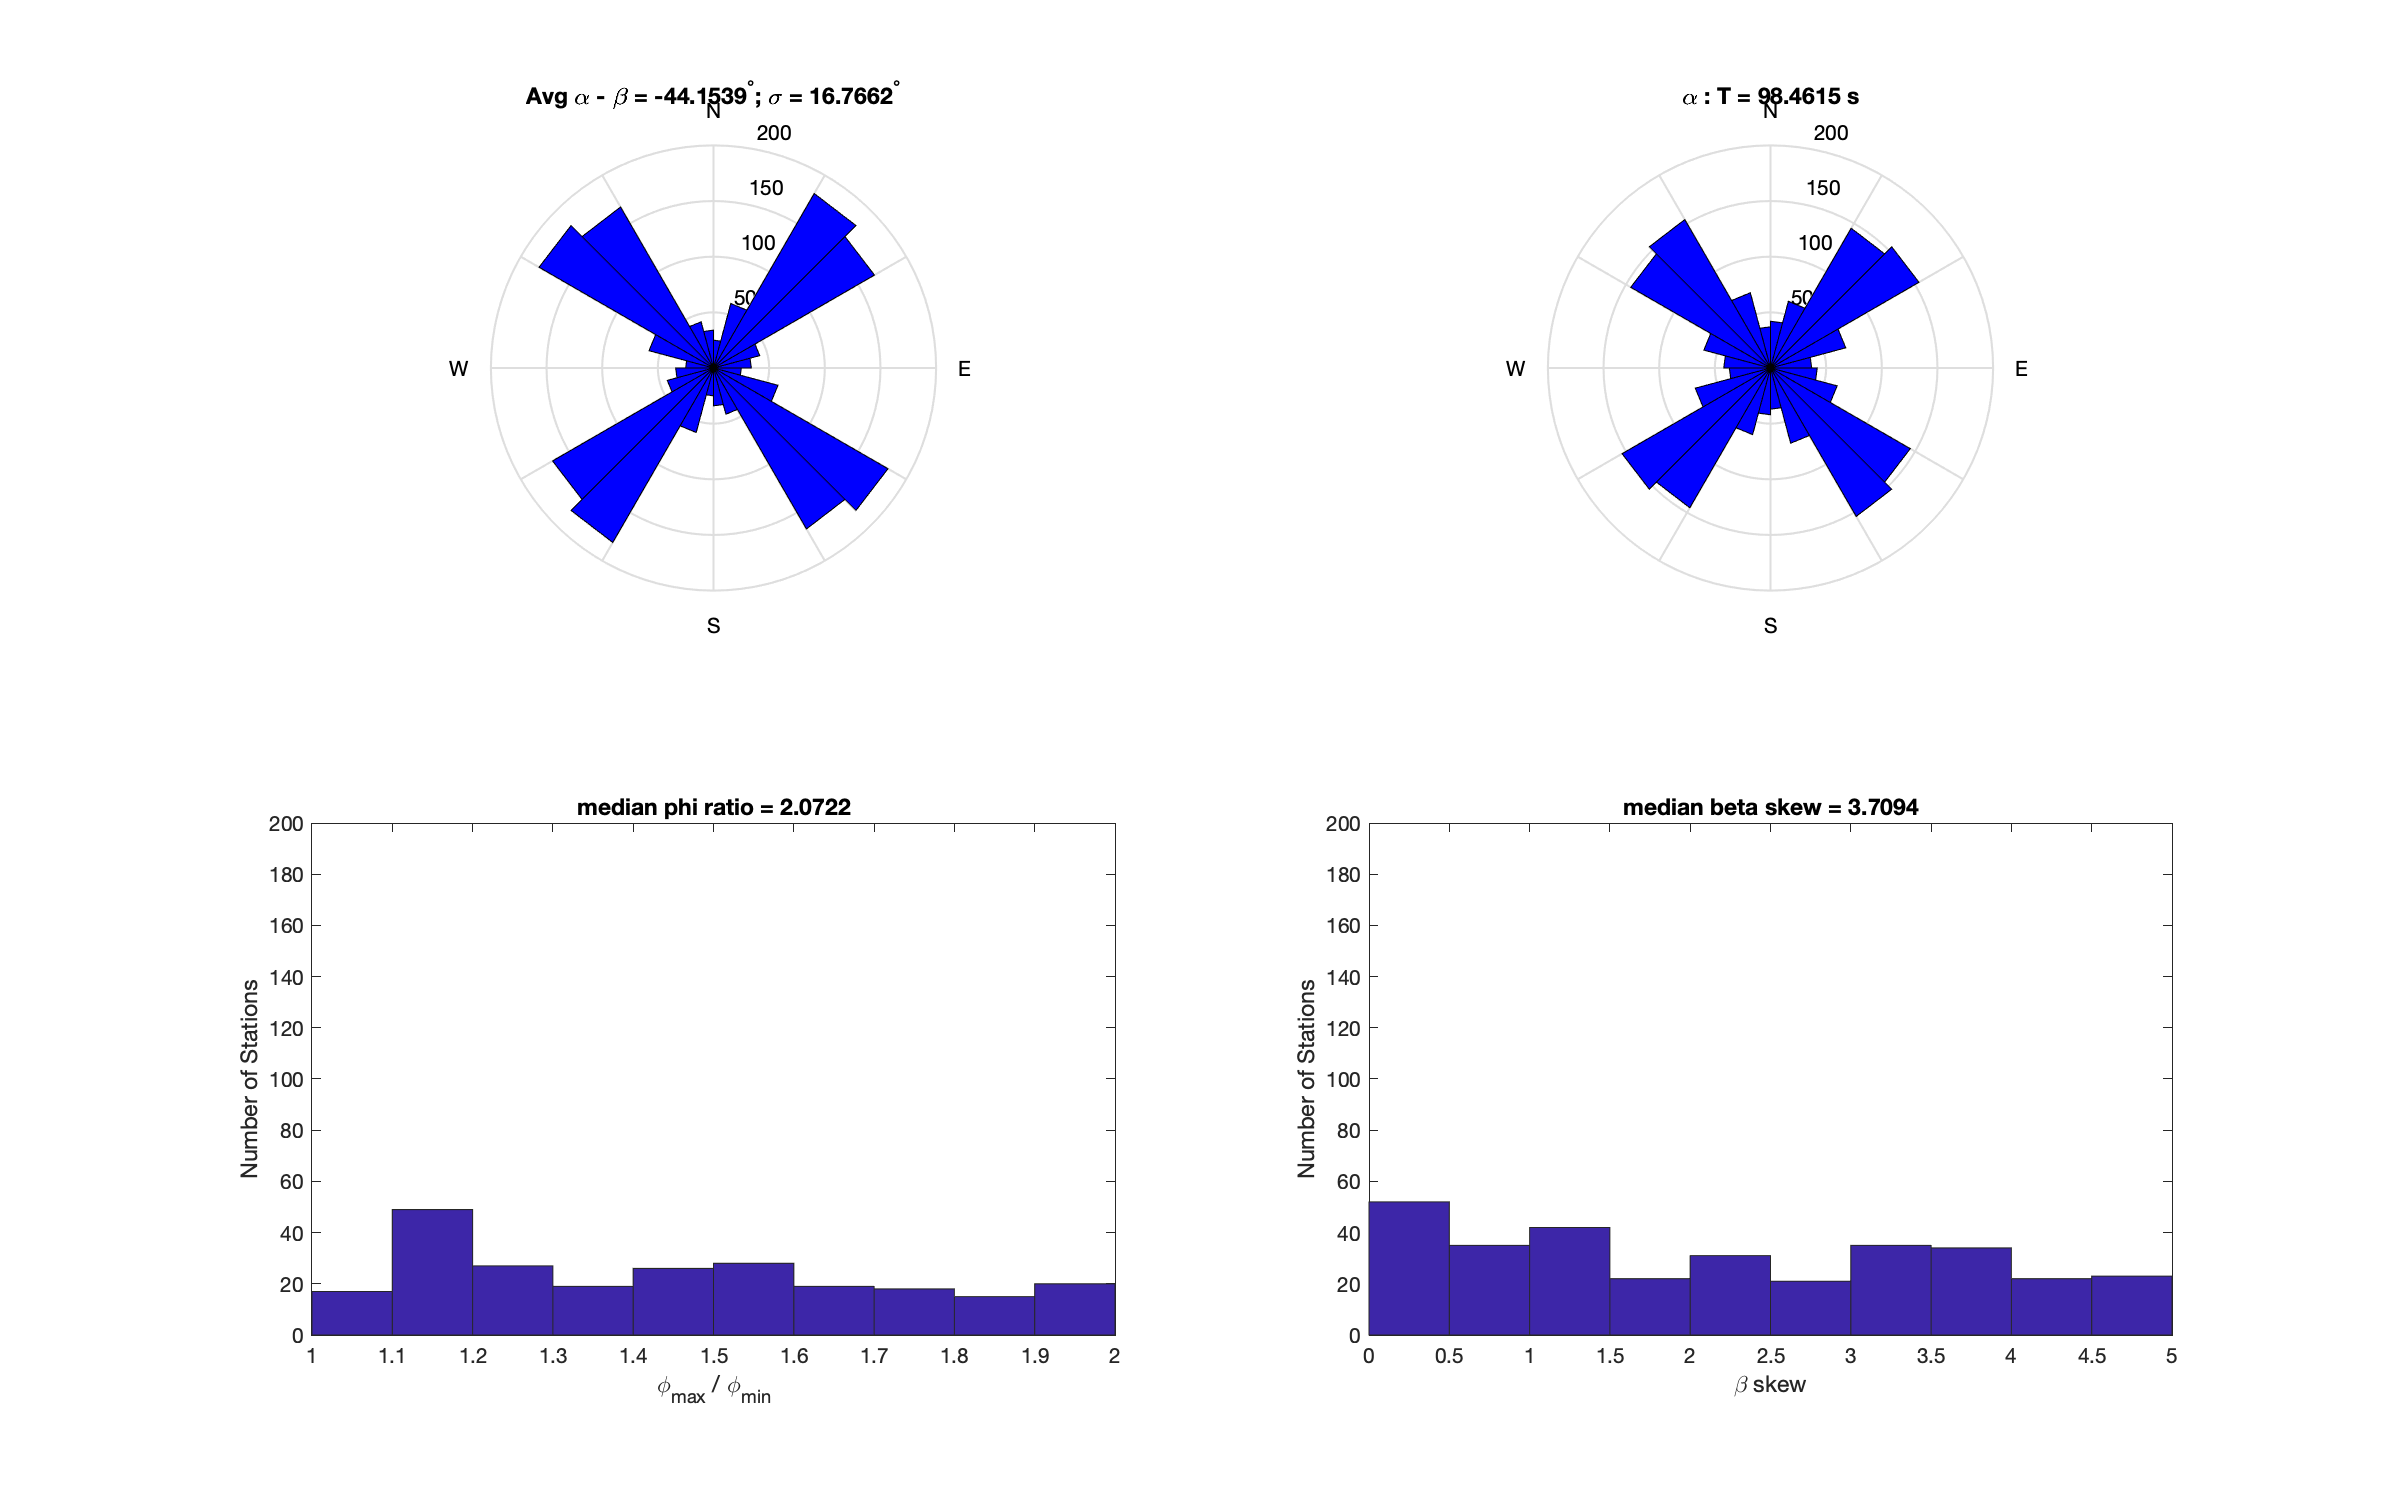 Avg α - β = -44.1539°; σ = 16.7662°
N
200
150
100
50
W
E
S
α : T = 98.4615 s
N
200
150
100
50
W
E
S
median phi ratio = 2.0722
Number of Stations
200
180
160
140
120
100
80
60
40
20
0
1 1.1 1.2 1.3 1.4 1.5 1.6 1.7 1.8 1.9 2
ϕmax / ϕmin
median beta skew = 3.7094
Number of Stations
200
180
160
140
120
100
80
60
40
20
0
0 0.5 1 1.5 2 2.5 3 3.5 4 4.5 5
β skew